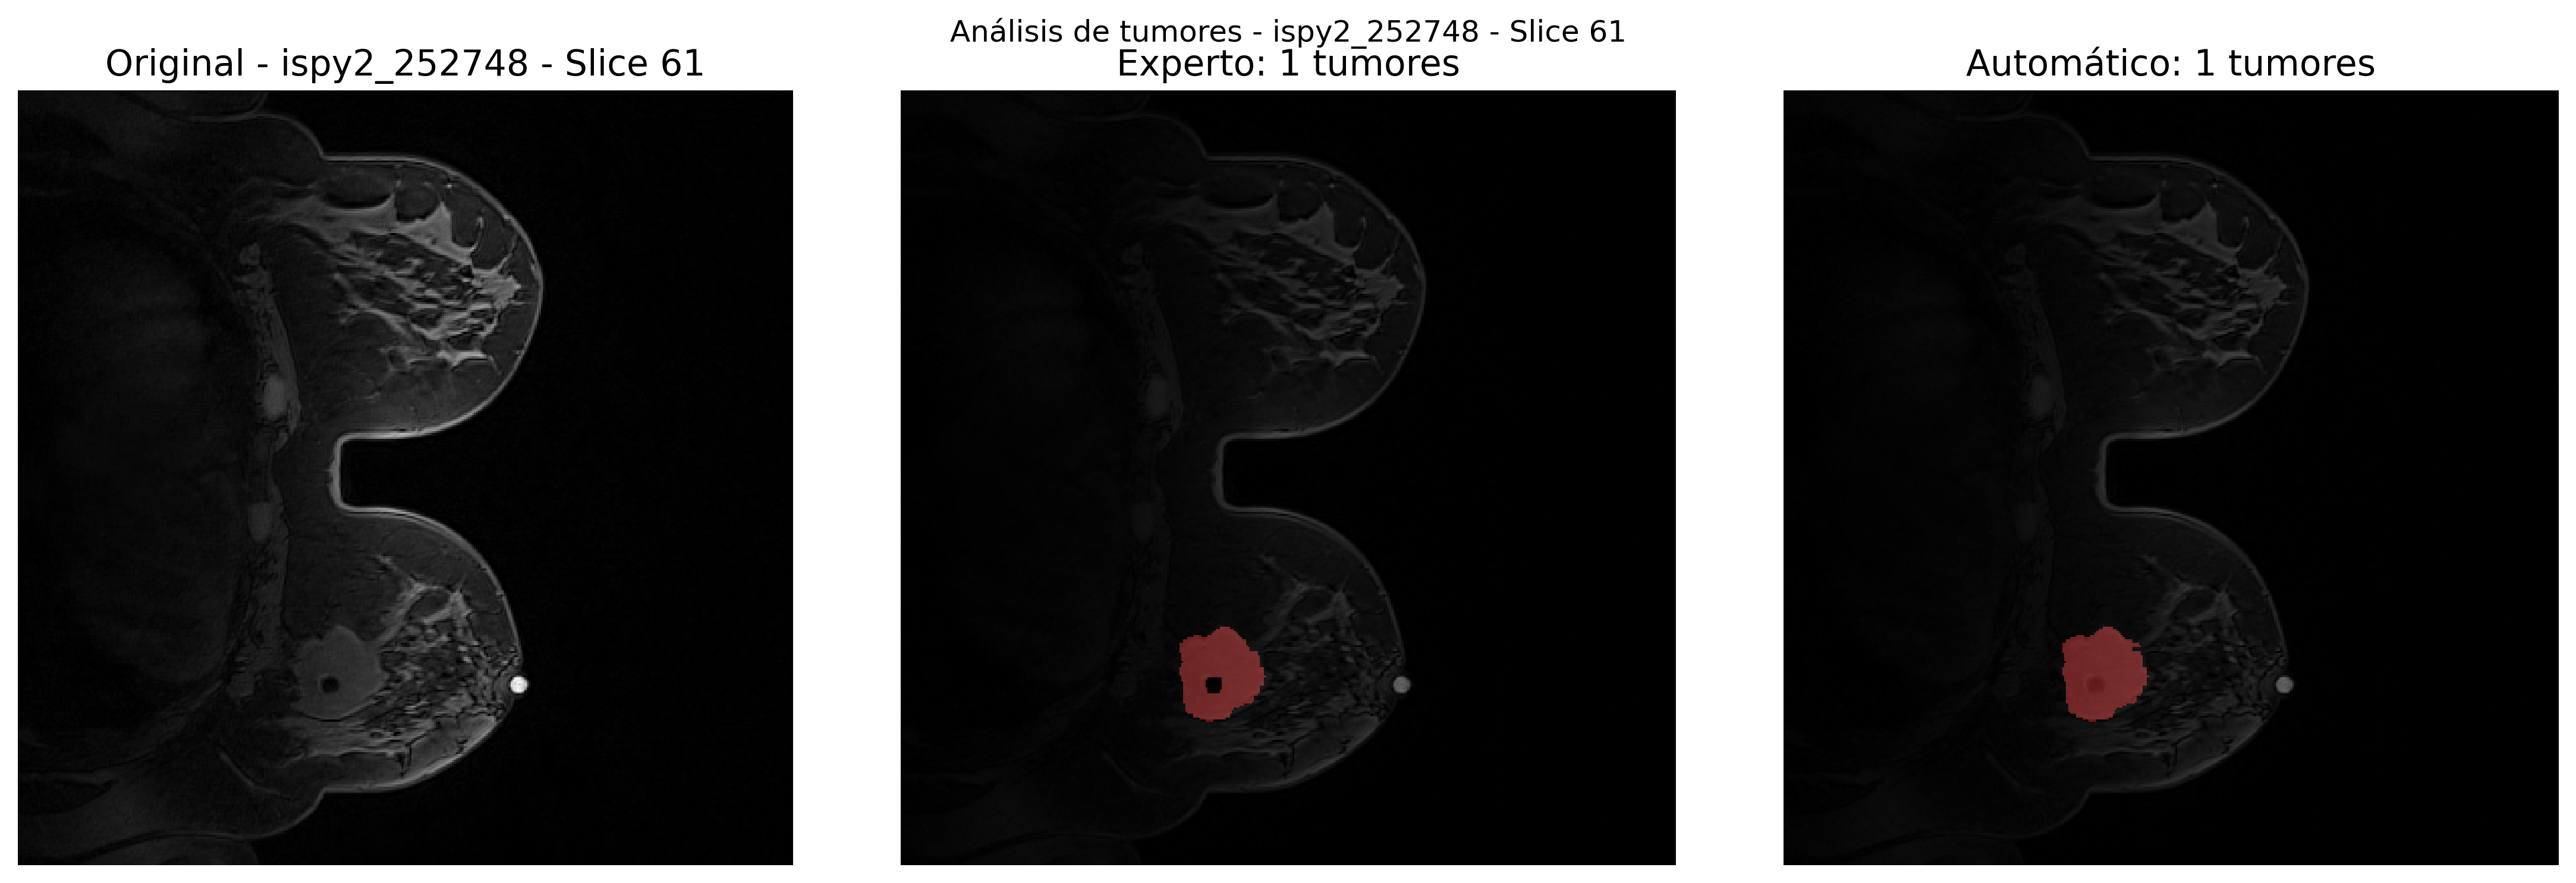 Análisis de tumores - ispy2_252748 - Slice 61
Original - ispy2_252748 - Slice 61
Experto: 1 tumores
Automático: 1 tumores